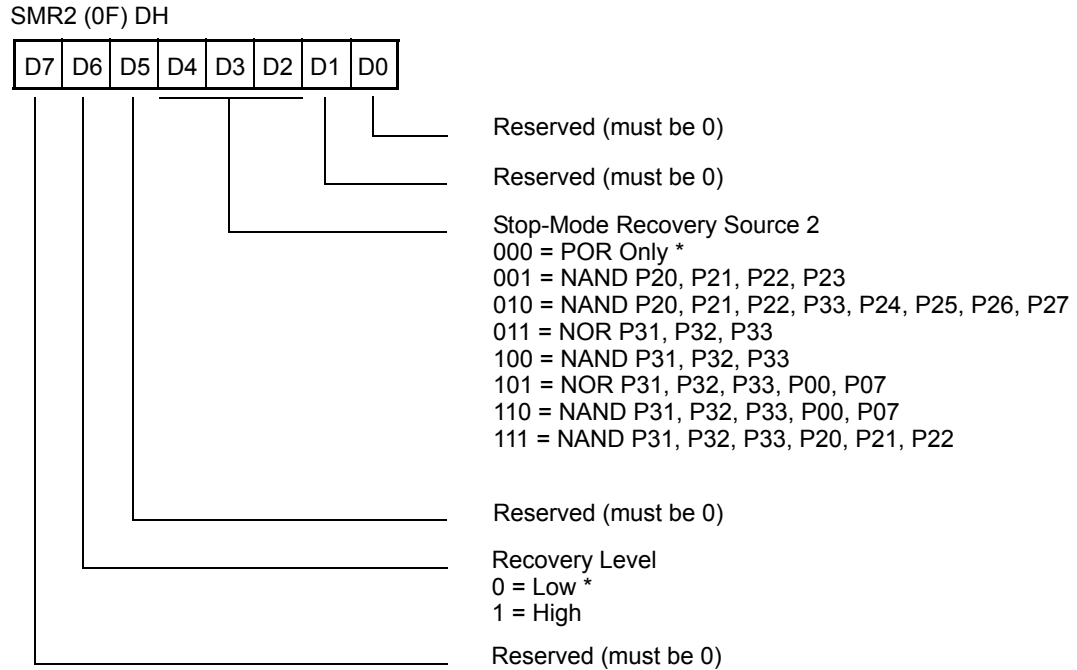 SMR2 (0F) DH
D7 D6 D5 D4 D3 D2 D1 D0
Reserved (must be 0)
Reserved (must be 0)
Stop-Mode Recovery Source 2
000 = POR Only *
001 = NAND P20, P21, P22, P23
010 = NAND P20, P21, P22, P33, P24, P25, P26, P27
011 = NOR P31, P32, P33
100 = NAND P31, P32, P33
101 = NOR P31, P32, P33, P00, P07
110 = NAND P31, P32, P33, P00, P07
111 = NAND P31, P32, P33, P20, P21, P22
Reserved (must be 0)
Recovery Level
0 = Low *
1 = High
Reserved (must be 0)